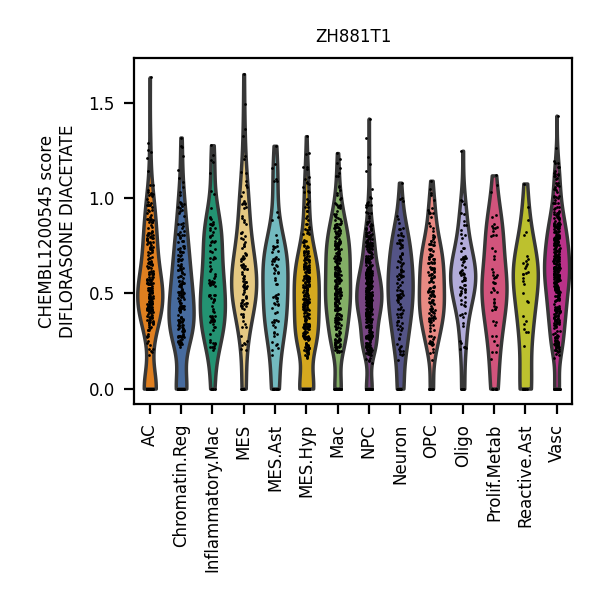 ZH881T1
CHEMBL1200545 score
DIFLORASONE DIACETATE
1.5
1.0
0.5
0.0
AC
Chromatin.Reg
Inflammatory.Mac
MES
MES.Ast
MES.Hyp
Mac
NPC
Neuron
OPC
Oligo
Prolif.Metab
Reactive.Ast
Vasc